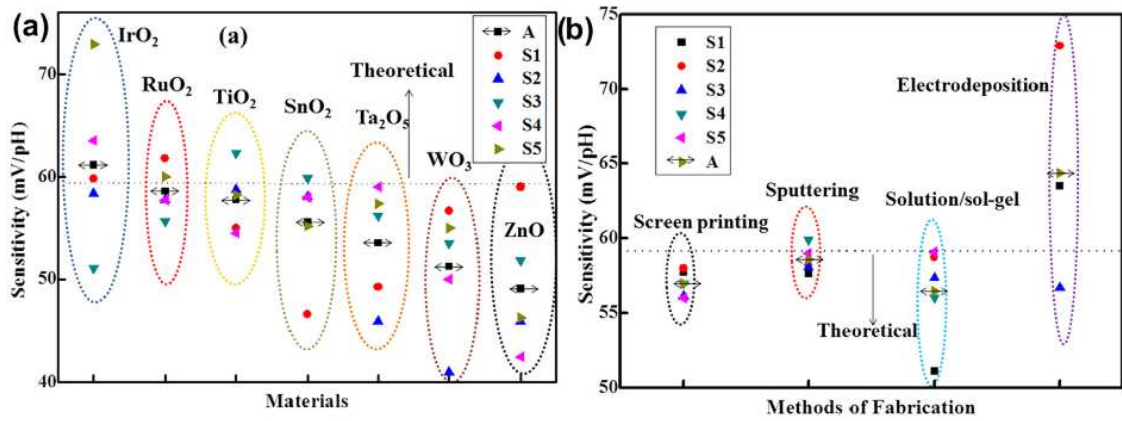 (a)
(a)
IrO2
RuO2
TiO2
SnO2
Ta2O5
WO3
ZnO
Theoretical
A
S1
S2
S3
S4
S5
70
60
50
40
Sensitivity (mV/pH)
Materials
(b)
S1
S2
S3
S4
S5
A
Electrodeposition
Sputtering
Screen printing
Solution/sol-gel
Theoretical
75
70
65
60
55
50
Sensitivity (mV/pH)
Methods of Fabrication